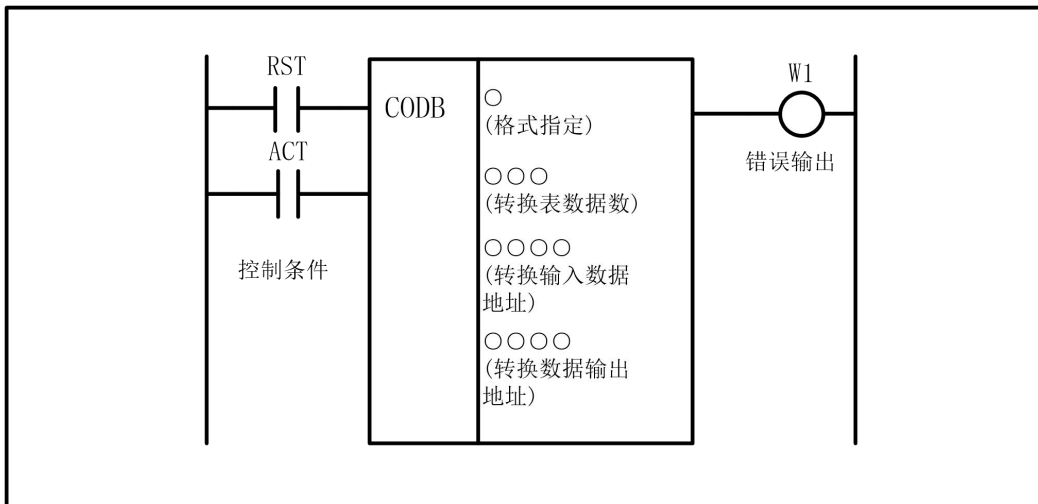 RST
ACT
控制条件
CODB
○
(格式指定)
○○○
(转换表数据数)
○○○○
(转换输入数据
地址)
○○○○
(转换数据输出
地址)
W1
错误输出